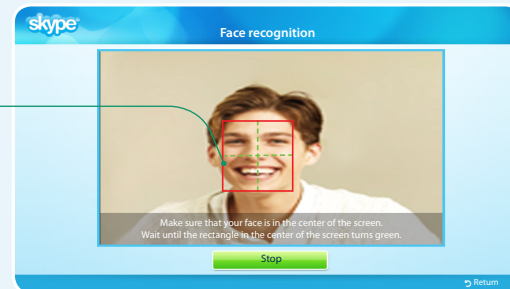 skype
Face recognition
Make sure that your face is in the center of the screen.
Wait until the rectangle in the center of the screen turns green.
Stop
Return